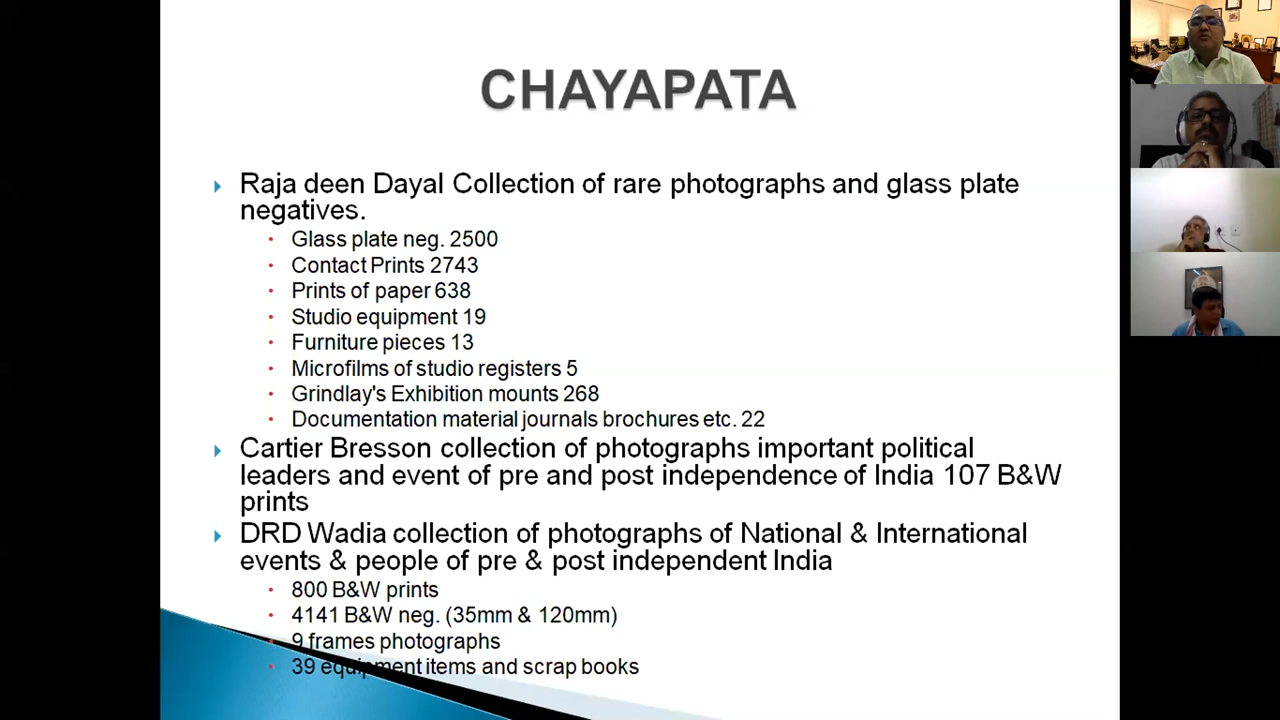 CHAYAPATA
Raja deen Dayal Collection of rare photographs and glass plate
negatives.
Glass plate neg. 2500
Contact Prints 2743
Prints of paper 638
Studio equipment 19
Furniture pieces 13
Microfilms of studio registers 5
Grindlay's Exhibition mounts 268
Documentation material journals brochures etc. 22
Cartier Bresson collection of photographs important political
leaders and event of pre and post independence of India 107 B&W
prints
DRD Wadia collection of photographs of National & International
events & people of pre & post independent India
800 B&W prints
4141 B&W neg. (35mm & 120mm)
9 frames photographs
39 equipment items and scrap books